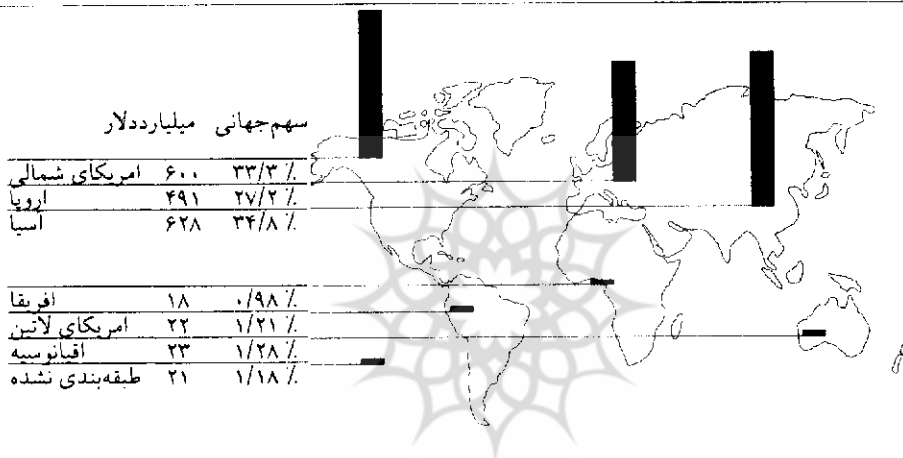 میلیارددلار سهم‌جهانی
امریکای شمالی ۶۰۰ ۳۳/۳ ٪
اروپا ۴۹۱ ۲۷/۲ ٪
آسیا ۶۲۸ ۳۴/۸ ٪
افریقا ۱۸ ۰/۹۸ ٪
امریکای لاتین ۲۲ ۱/۲۱ ٪
اقیانوسیه ۲۳ ۱/۲۸ ٪
طبقه‌بندی نشده ۲۱ ۱/۱۸ ٪